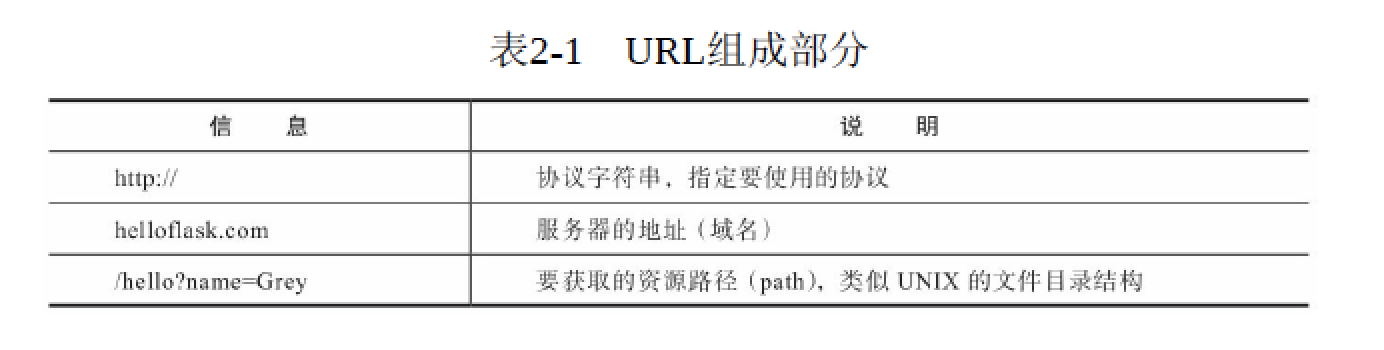 表2-1 URL组成部分
信 息 说 明
http:// 协议字符串，指定要使用的协议
helloflask.com 服务器的地址（域名）
/hello?name=Grey 要获取的资源路径（path），类似 UNIX 的文件目录结构